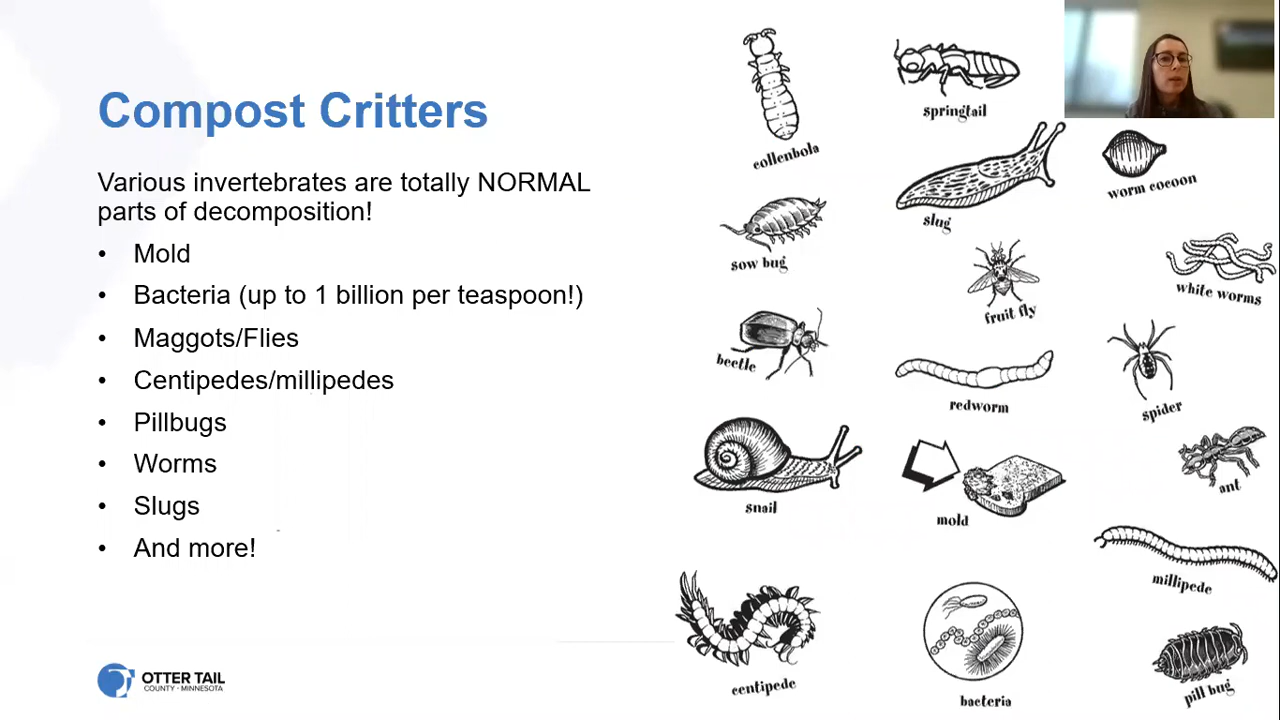 Compost Critters
Various invertebrates are totally NORMAL
parts of decomposition!
• Mold
• Bacteria (up to 1 billion per teaspoon!)
• Maggots/Flies
• Centipedes/millipedes
• Pillbugs
• Worms
• Slugs
• And more!
OTTER TAIL
COUNTY • MINNESOTA
collenbola
springtail
worm cocoon
slug
sow bug
white worms
fruit fly
beetle
redworm
spider
snail
mold
ant
millipede
centipede
bacteria
pill bug